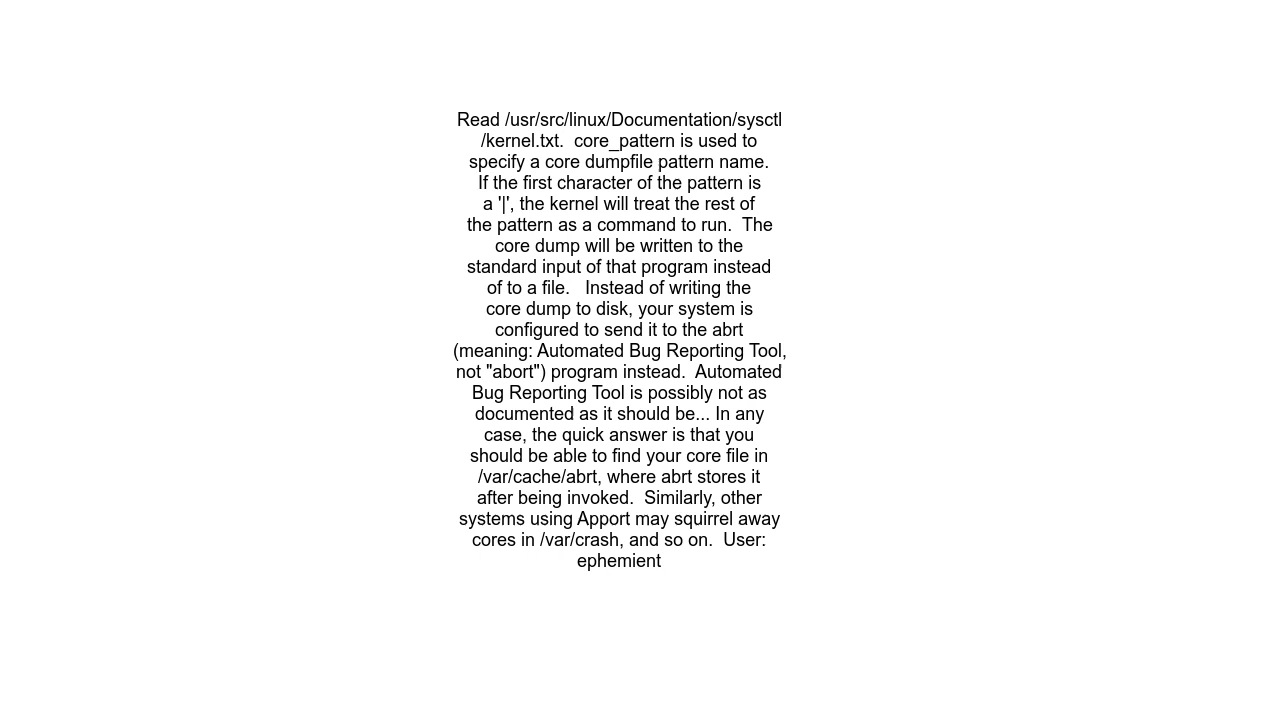 Read /usr/src/linux/Documentation/sysctl
/kernel.txt.  core_pattern is used to
specify a core dumpfile pattern name.
If the first character of the pattern is
a '|', the kernel will treat the rest of
the pattern as a command to run.  The
core dump will be written to the
standard input of that program instead
of to a file.   Instead of writing the
core dump to disk, your system is
configured to send it to the abrt
(meaning: Automated Bug Reporting Tool,
not "abort") program instead.  Automated
Bug Reporting Tool is possibly not as
documented as it should be... In any
case, the quick answer is that you
should be able to find your core file in
/var/cache/abrt, where abrt stores it
after being invoked.  Similarly, other
systems using Apport may squirrel away
cores in /var/crash, and so on.  User:
ephemient